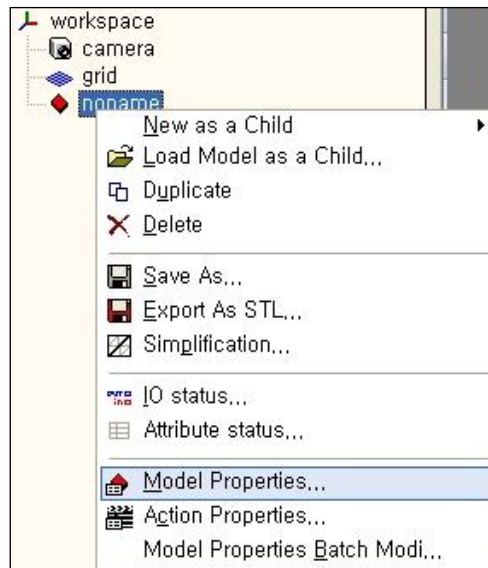 workspace
camera
grid
noname
New as a Child
Load Model as a Child,,,
Duplicate
Delete
Save As,,,
Export As STL,,,
Simplification,,,
IO status,,,
Attribute status,,,
Model Properties,,,
Action Properties,,,
Model Properties Batch Modi,,,